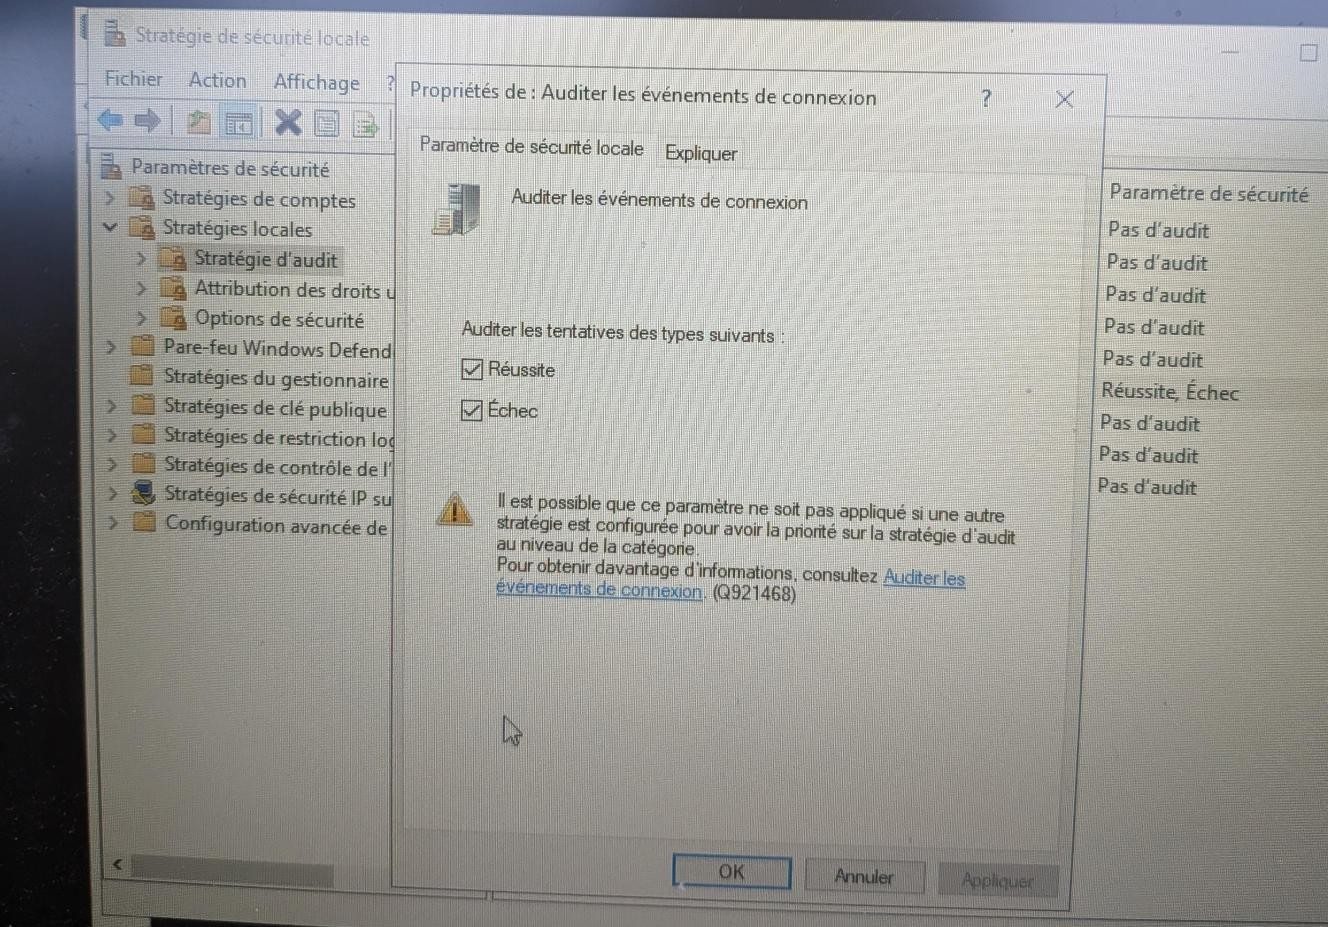 Stratégie de sécurité locale
Fichier Action Affichage ?
Paramètres de sécurité
Stratégies de comptes
Stratégies locales
Stratégie d'audit
Attribution des droits u
Options de sécurité
Pare-feu Windows Defend
Stratégies du gestionnaire
Stratégies de clé publique
Stratégies de restriction log
Stratégies de contrôle de l'
Stratégies de sécurité IP su
Configuration avancée de
Propriétés de : Auditer les événements de connexion
?
Paramètre de sécurité locale Expliquer
Auditer les événements de connexion
Auditer les tentatives des types suivants :
Réussite
Échec
Il est possible que ce paramètre ne soit pas appliqué si une autre
stratégie est configurée pour avoir la priorité sur la stratégie d'audit
au niveau de la catégorie.
Pour obtenir davantage d'informations, consultez Auditer les
événements de connexion. (Q921468)
OK Annuler Appliquer
Paramètre de sécurité
Pas d'audit
Pas d'audit
Pas d'audit
Pas d'audit
Pas d'audit
Réussite, Échec
Pas d'audit
Pas d'audit
Pas d'audit